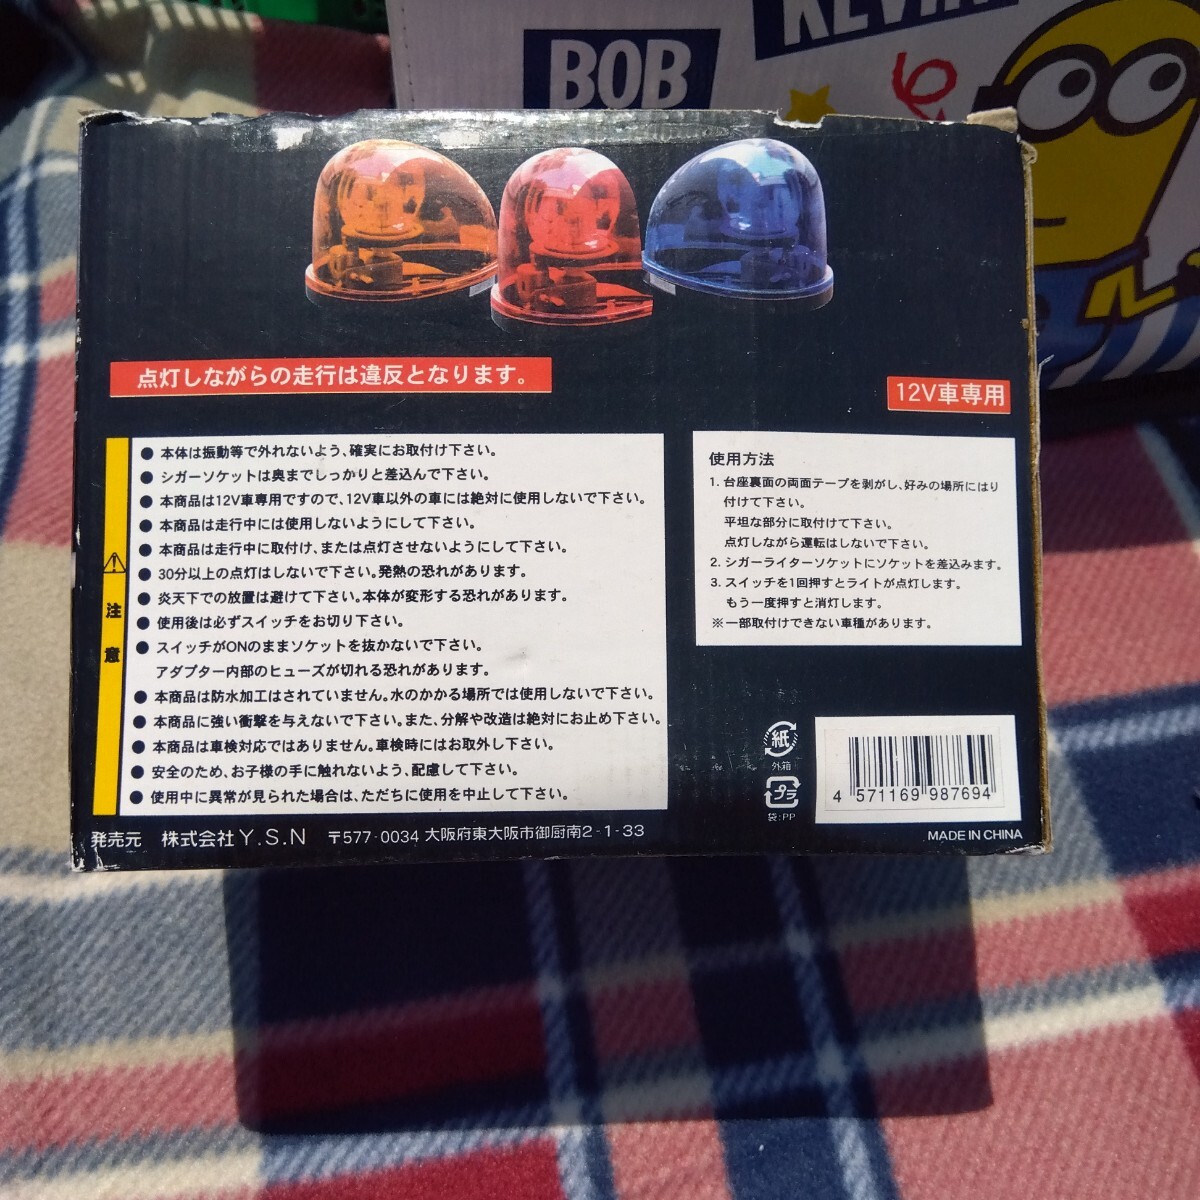 BOB
点灯しながらの走行は違反となります。
12V車専用
注意
● 本体は振動等で外れないよう、確実にお取付け下さい。
● シガーソケットは奥までしっかりと差込んで下さい。
● 本商品は12V車専用ですので、12V車以外の車には絶対に使用しないで下さい。
● 本商品は走行中には使用しないようにして下さい。
● 本商品は走行中に取付け、または点灯させないようにして下さい。
● 30分以上の点灯はしないで下さい。発熱の恐れがあります。
● 炎天下での放置は避けて下さい。本体が変形する恐れがあります。
● 使用後は必ずスイッチをお切り下さい。
● スイッチがONのままソケットを抜かないで下さい。
アダプター内部のヒューズが切れる恐れがあります。
● 本商品は防水加工はされていません。水のかかる場所では使用しないで下さい。
● 本商品に強い衝撃を与えないで下さい。また、分解や改造は絶対にお止め下さい。
● 本商品は車検対応ではありません。車検時にはお取外し下さい。
● 安全のため、お子様の手に触れないよう、配慮して下さい。
● 使用中に異常が見られた場合は、ただちに使用を中止して下さい。
使用方法
1. 台座裏面の両面テープを剥がし、好みの場所にはり
付けて下さい。
平坦な部分に取付けて下さい。
点灯しながら運転はしないで下さい。
2. シガーライターソケットにソケットを差込みます。
3. スイッチを1回押すとライトが点灯します。
もう一度押すと消灯します。
※一部取付けできない車種があります。
紙
外箱
プラ
袋:PP
4 571169 987694
発売元 株式会社Y.S.N 〒577-0034 大阪府東大阪市御厨南2-1-33
MADE IN CHINA